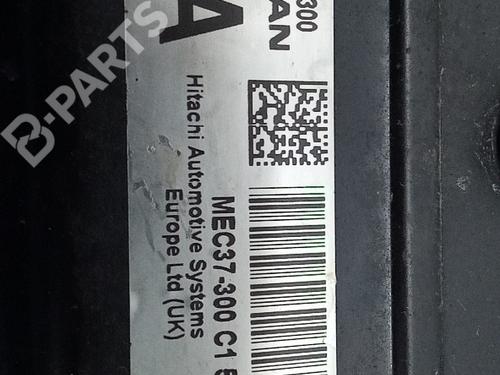 300
AN
A
MEC37-300 C1
Hitachi Automotive Systems
Europe Ltd (UK)
B-PARTS